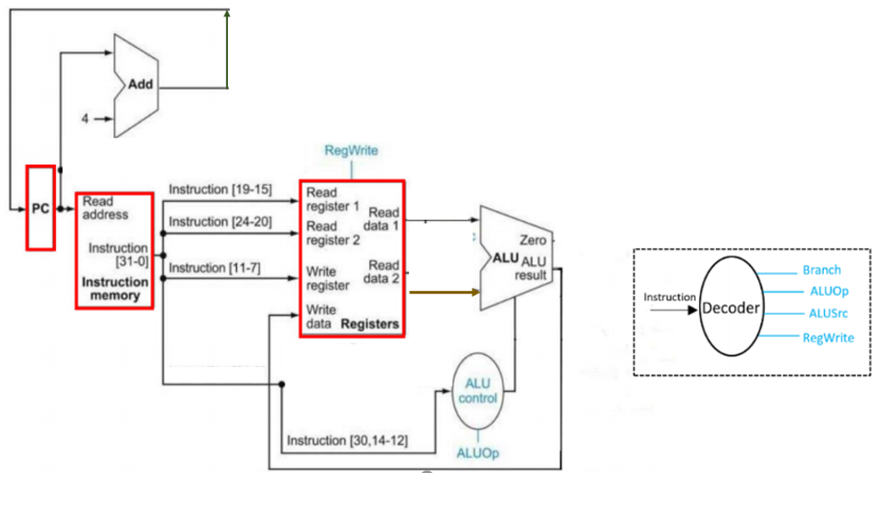 Add
4
RegWrite
PC
Read
address
Instruction
[31-0]
Instruction
memory
Instruction [19-15]
Instruction [24-20]
Instruction [11-7]
Read
register 1
Read
data 1
Read
register 2
Write
register
Read
data 2
Write
data
Registers
Zero
ALU
ALU
result
ALU
control
ALUOp
Instruction [30,14-12]
Instruction
Decoder
Branch
ALUOp
ALUSrc
RegWrite